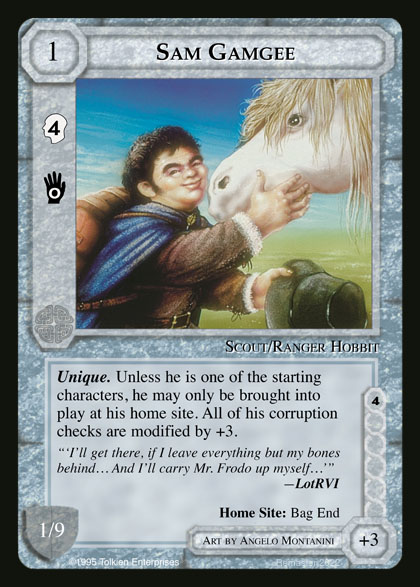 1
SAM GAMGEE
4
SCOUT/RANGER HOBBIT
Unique. Unless he is one of the starting
characters, he may only be brought into
play at his home site. All of his corruption
checks are modified by +3.
4
“‘I’ll get there, if I leave everything but my bones
behind… And I’ll carry Mr. Frodo up myself…’”
—LotRVI
Home Site: Bag End
1/9
ART BY ANGELO MONTANINI
+3
©1995 Tolkien Enterprises